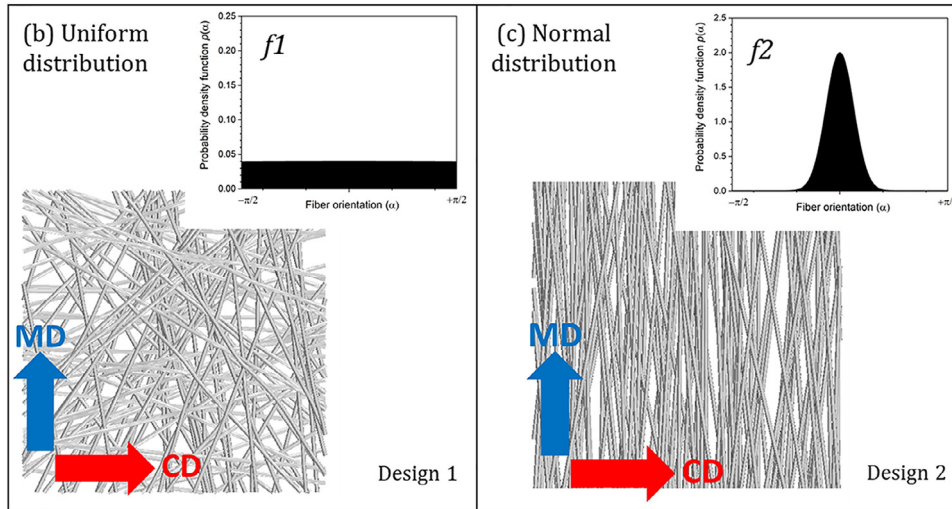 (b) Uniform
distribution
f1
Probability density function p(α)
0.25
0.20
0.15
0.10
0.05
0.00
−π/2
+π/2
Fiber orientation (α)
MD
CD
Design 1
(c) Normal
distribution
f2
Probability density function p(α)
2.5
2.0
1.5
1.0
0.5
0.0
−π/2
+π/2
Fiber orientation (α)
MD
CD
Design 2